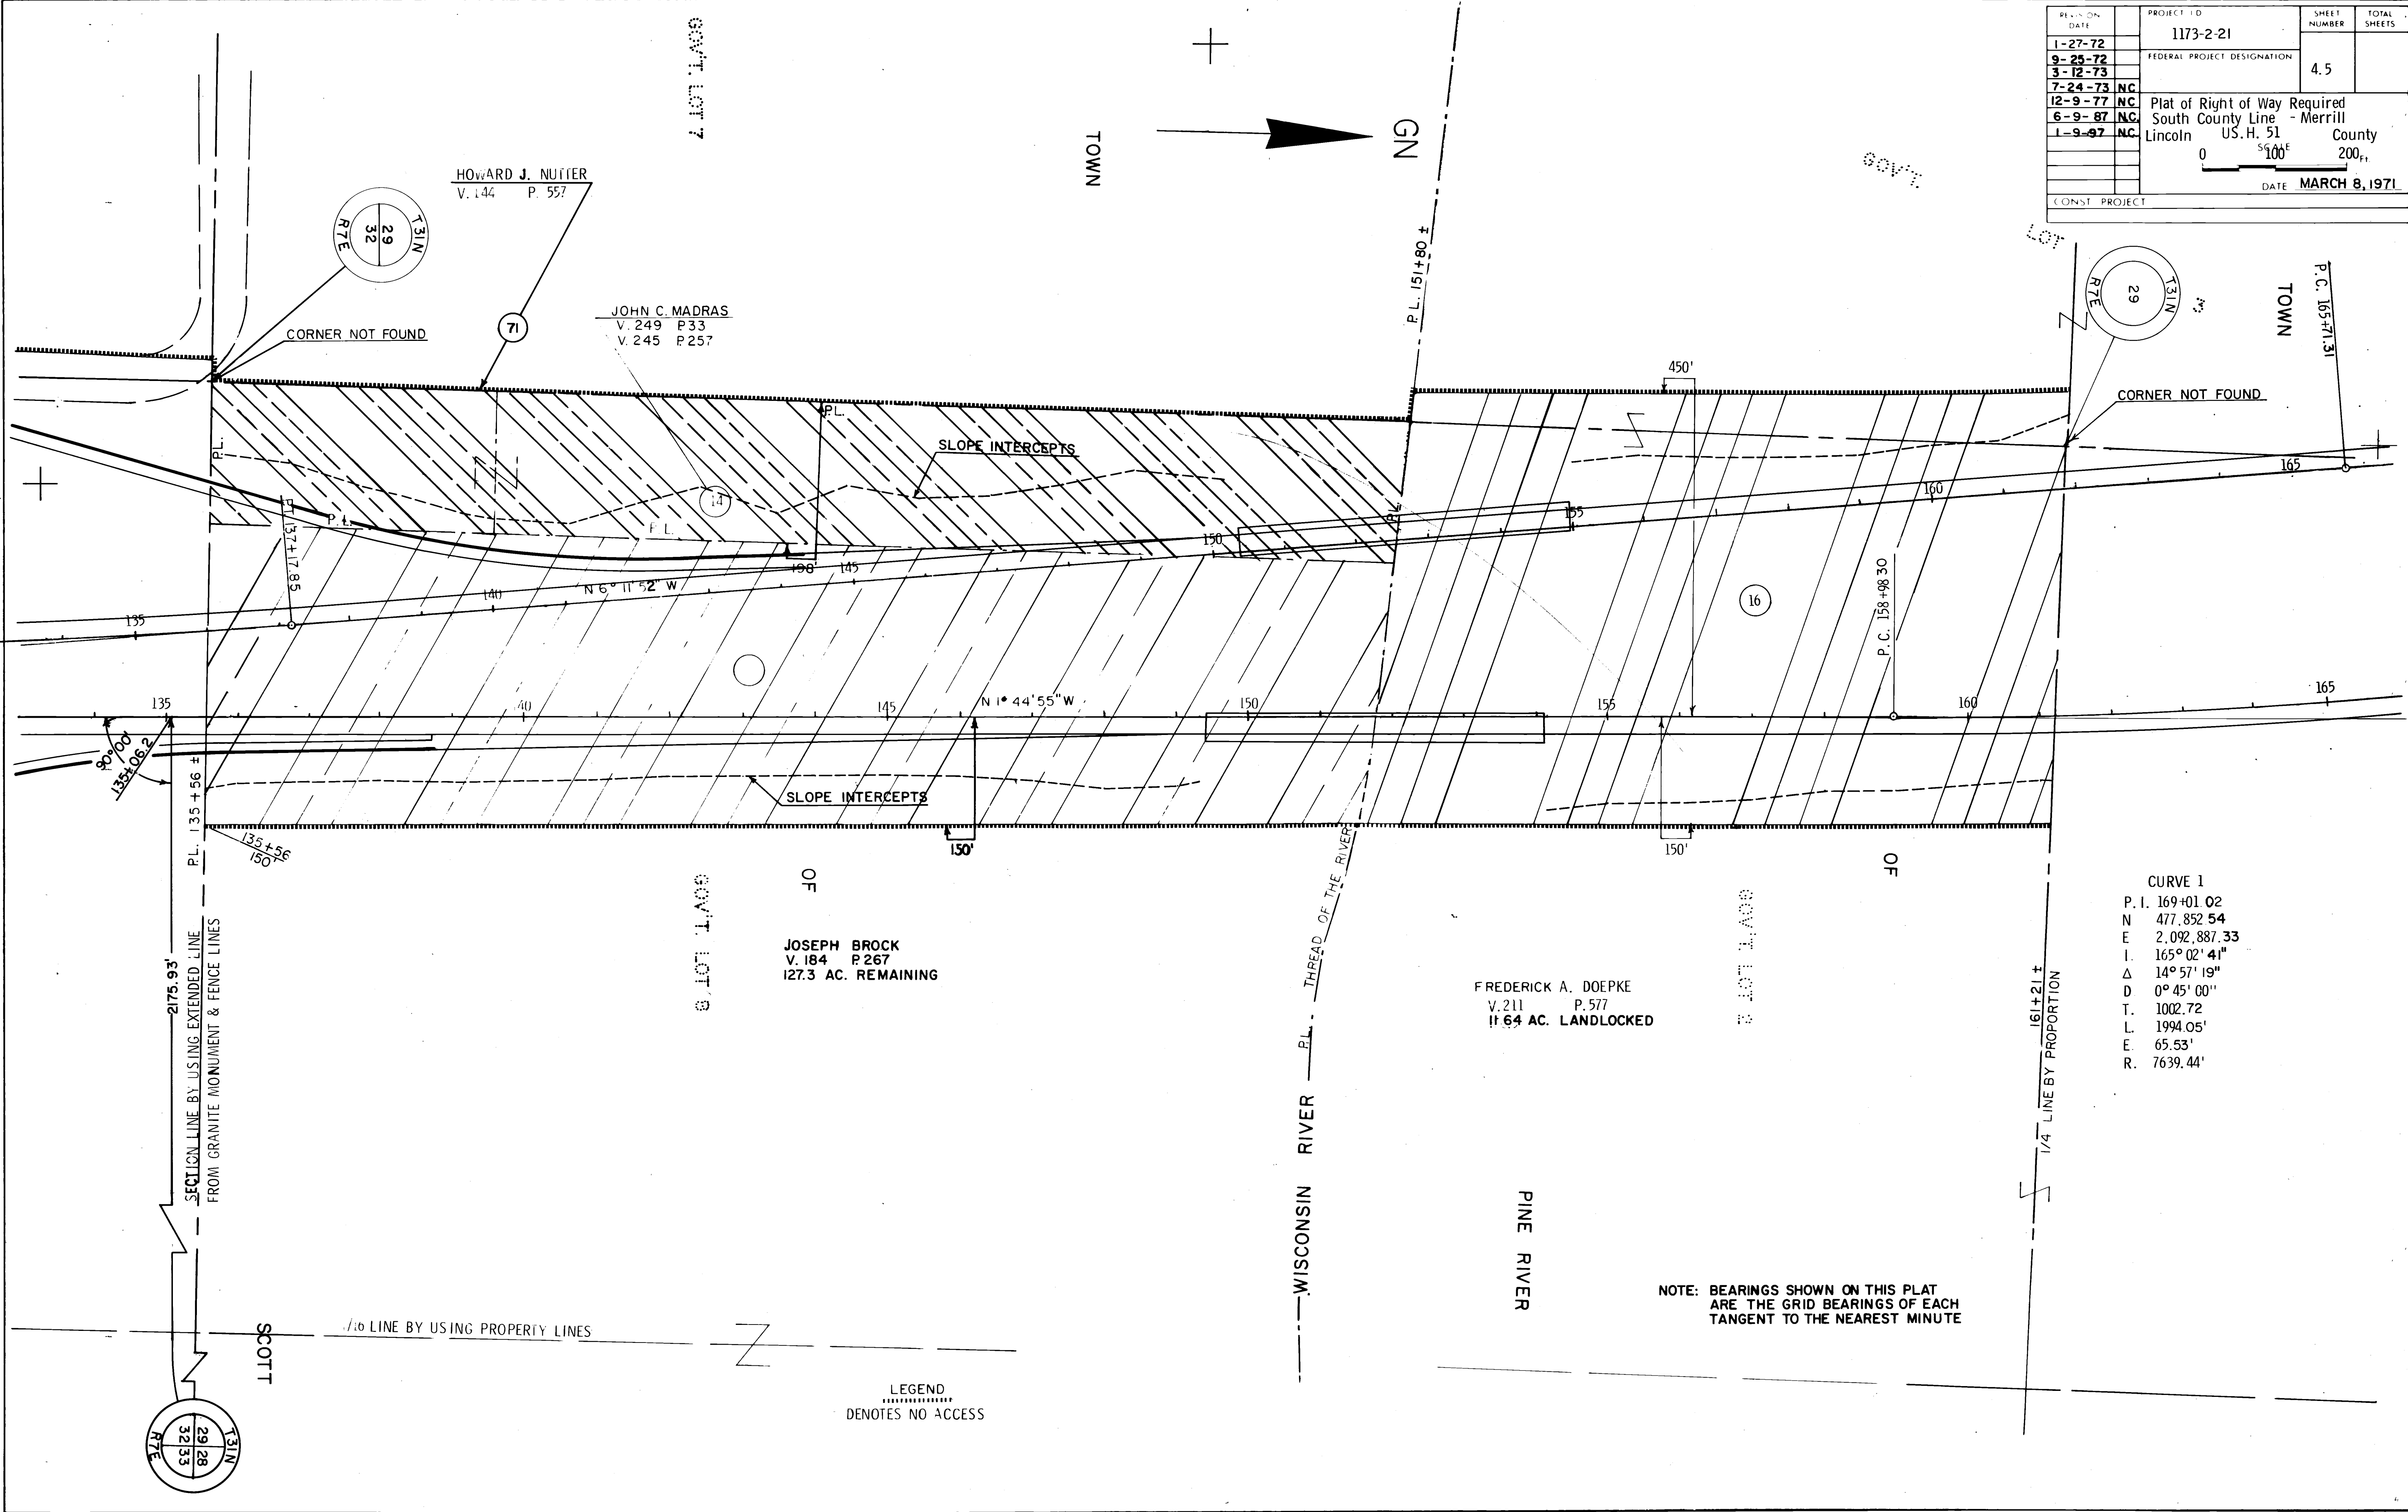 REVISION DATE
PROJECT I D
1173-2-21
SHEET NUMBER
4.5
TOTAL SHEETS
FEDERAL PROJECT DESIGNATION
1-27-72
9-25-72
3-12-73
7-24-73 NC
12-9-77 NC
6-9-87 N.C.
1-9-97 NC
Plat of Right of Way Required
South County Line - Merrill
Lincoln U.S.H. 51 County
SCALE
0 100 200 Ft.
DATE MARCH 8, 1971
CONST PROJECT
GOV'T. LOT 7
TOWN
GN
GOV'T. LOT 3
TOWN
HOWARD J. NUTTER
V. 144 P. 557
71
T31N
29
32
R7E
CORNER NOT FOUND
JOHN C. MADRAS
V. 249 P.33
V. 245 P.257
14
P.L. 151+80 ±
450'
T31N
29
R7E
CORNER NOT FOUND
P.C. 165+71.31
P.L.
P.L.
SLOPE INTERCEPTS
P.L.
P.L.
P.L.
P.T. 137+17.85
198'
135
140
145
150
155
160
165
N 6° 11' 52" W
16
P.C. 158+98.30
135
140
145
150
155
160
165
N 1° 44' 55" W
90° 00'
135+06.2
SLOPE INTERCEPTS
135+56
150'
150'
150'
P.L. 135+56 ±
2175.93'
SECTION LINE BY USING EXTENDED LINE
FROM GRANITE MONUMENT & FENCE LINES
GOV'T. LOT 8
OF
JOSEPH BROCK
V. 184 P.267
127.3 AC. REMAINING
WISCONSIN RIVER P.L. THREAD OF THE RIVER
FREDERICK A. DOEPKE
V.211 P.577
11.64 AC. LANDLOCKED
OF
161+21 ±
1/4 LINE BY PROPORTION
CURVE 1
P.I. 169+01.02
N 477,852.54
E 2,092,887.33
I. 165° 02' 41"
Δ 14° 57' 19"
D 0° 45' 00"
T. 1002.72
L. 1994.05'
E. 65.53'
R. 7639.44'
PINE RIVER
NOTE: BEARINGS SHOWN ON THIS PLAT
ARE THE GRID BEARINGS OF EACH
TANGENT TO THE NEAREST MINUTE
SCOTT
1/16 LINE BY USING PROPERTY LINES
LEGEND
DENOTES NO ACCESS
T31N
29 28
32 33
R7E